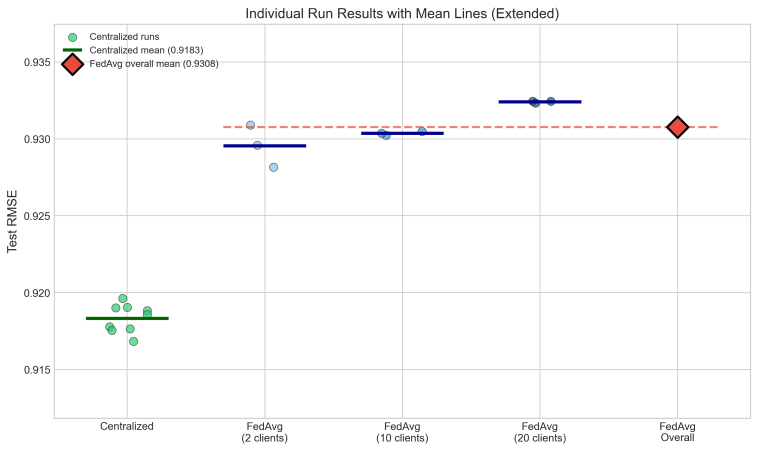 Individual Run Results with Mean Lines (Extended)
Centralized runs
Centralized mean (0.9183)
FedAvg overall mean (0.9308)
Test RMSE
0.935
0.930
0.925
0.920
0.915
Centralized
FedAvg
(2 clients)
FedAvg
(10 clients)
FedAvg
(20 clients)
FedAvg
Overall